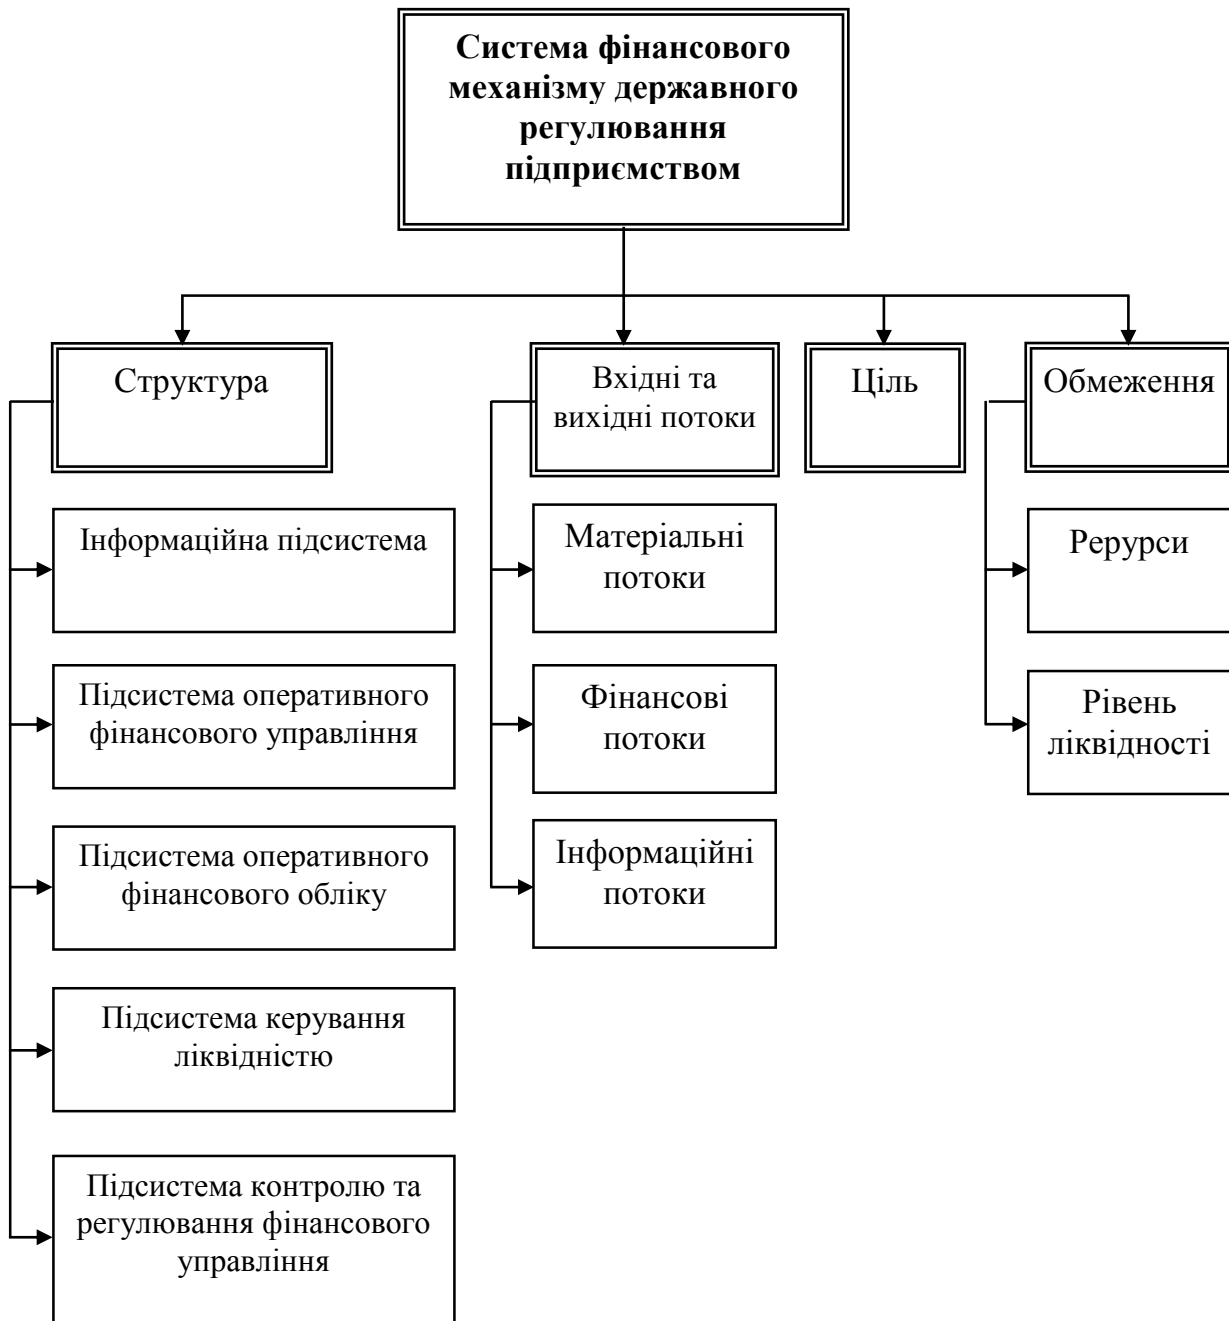 Система фінансового
механізму державного
регулювання
підприємством
Структура
Вхідні та
вихідні потоки
Ціль
Обмеження
Інформаційна підсистема
Підсистема оперативного
фінансового управління
Підсистема оперативного
фінансового обліку
Підсистема керування
ліквідністю
Підсистема контролю та
регулювання фінансового
управління
Матеріальні
потоки
Фінансові
потоки
Інформаційні
потоки
Рерурси
Рівень
ліквідності